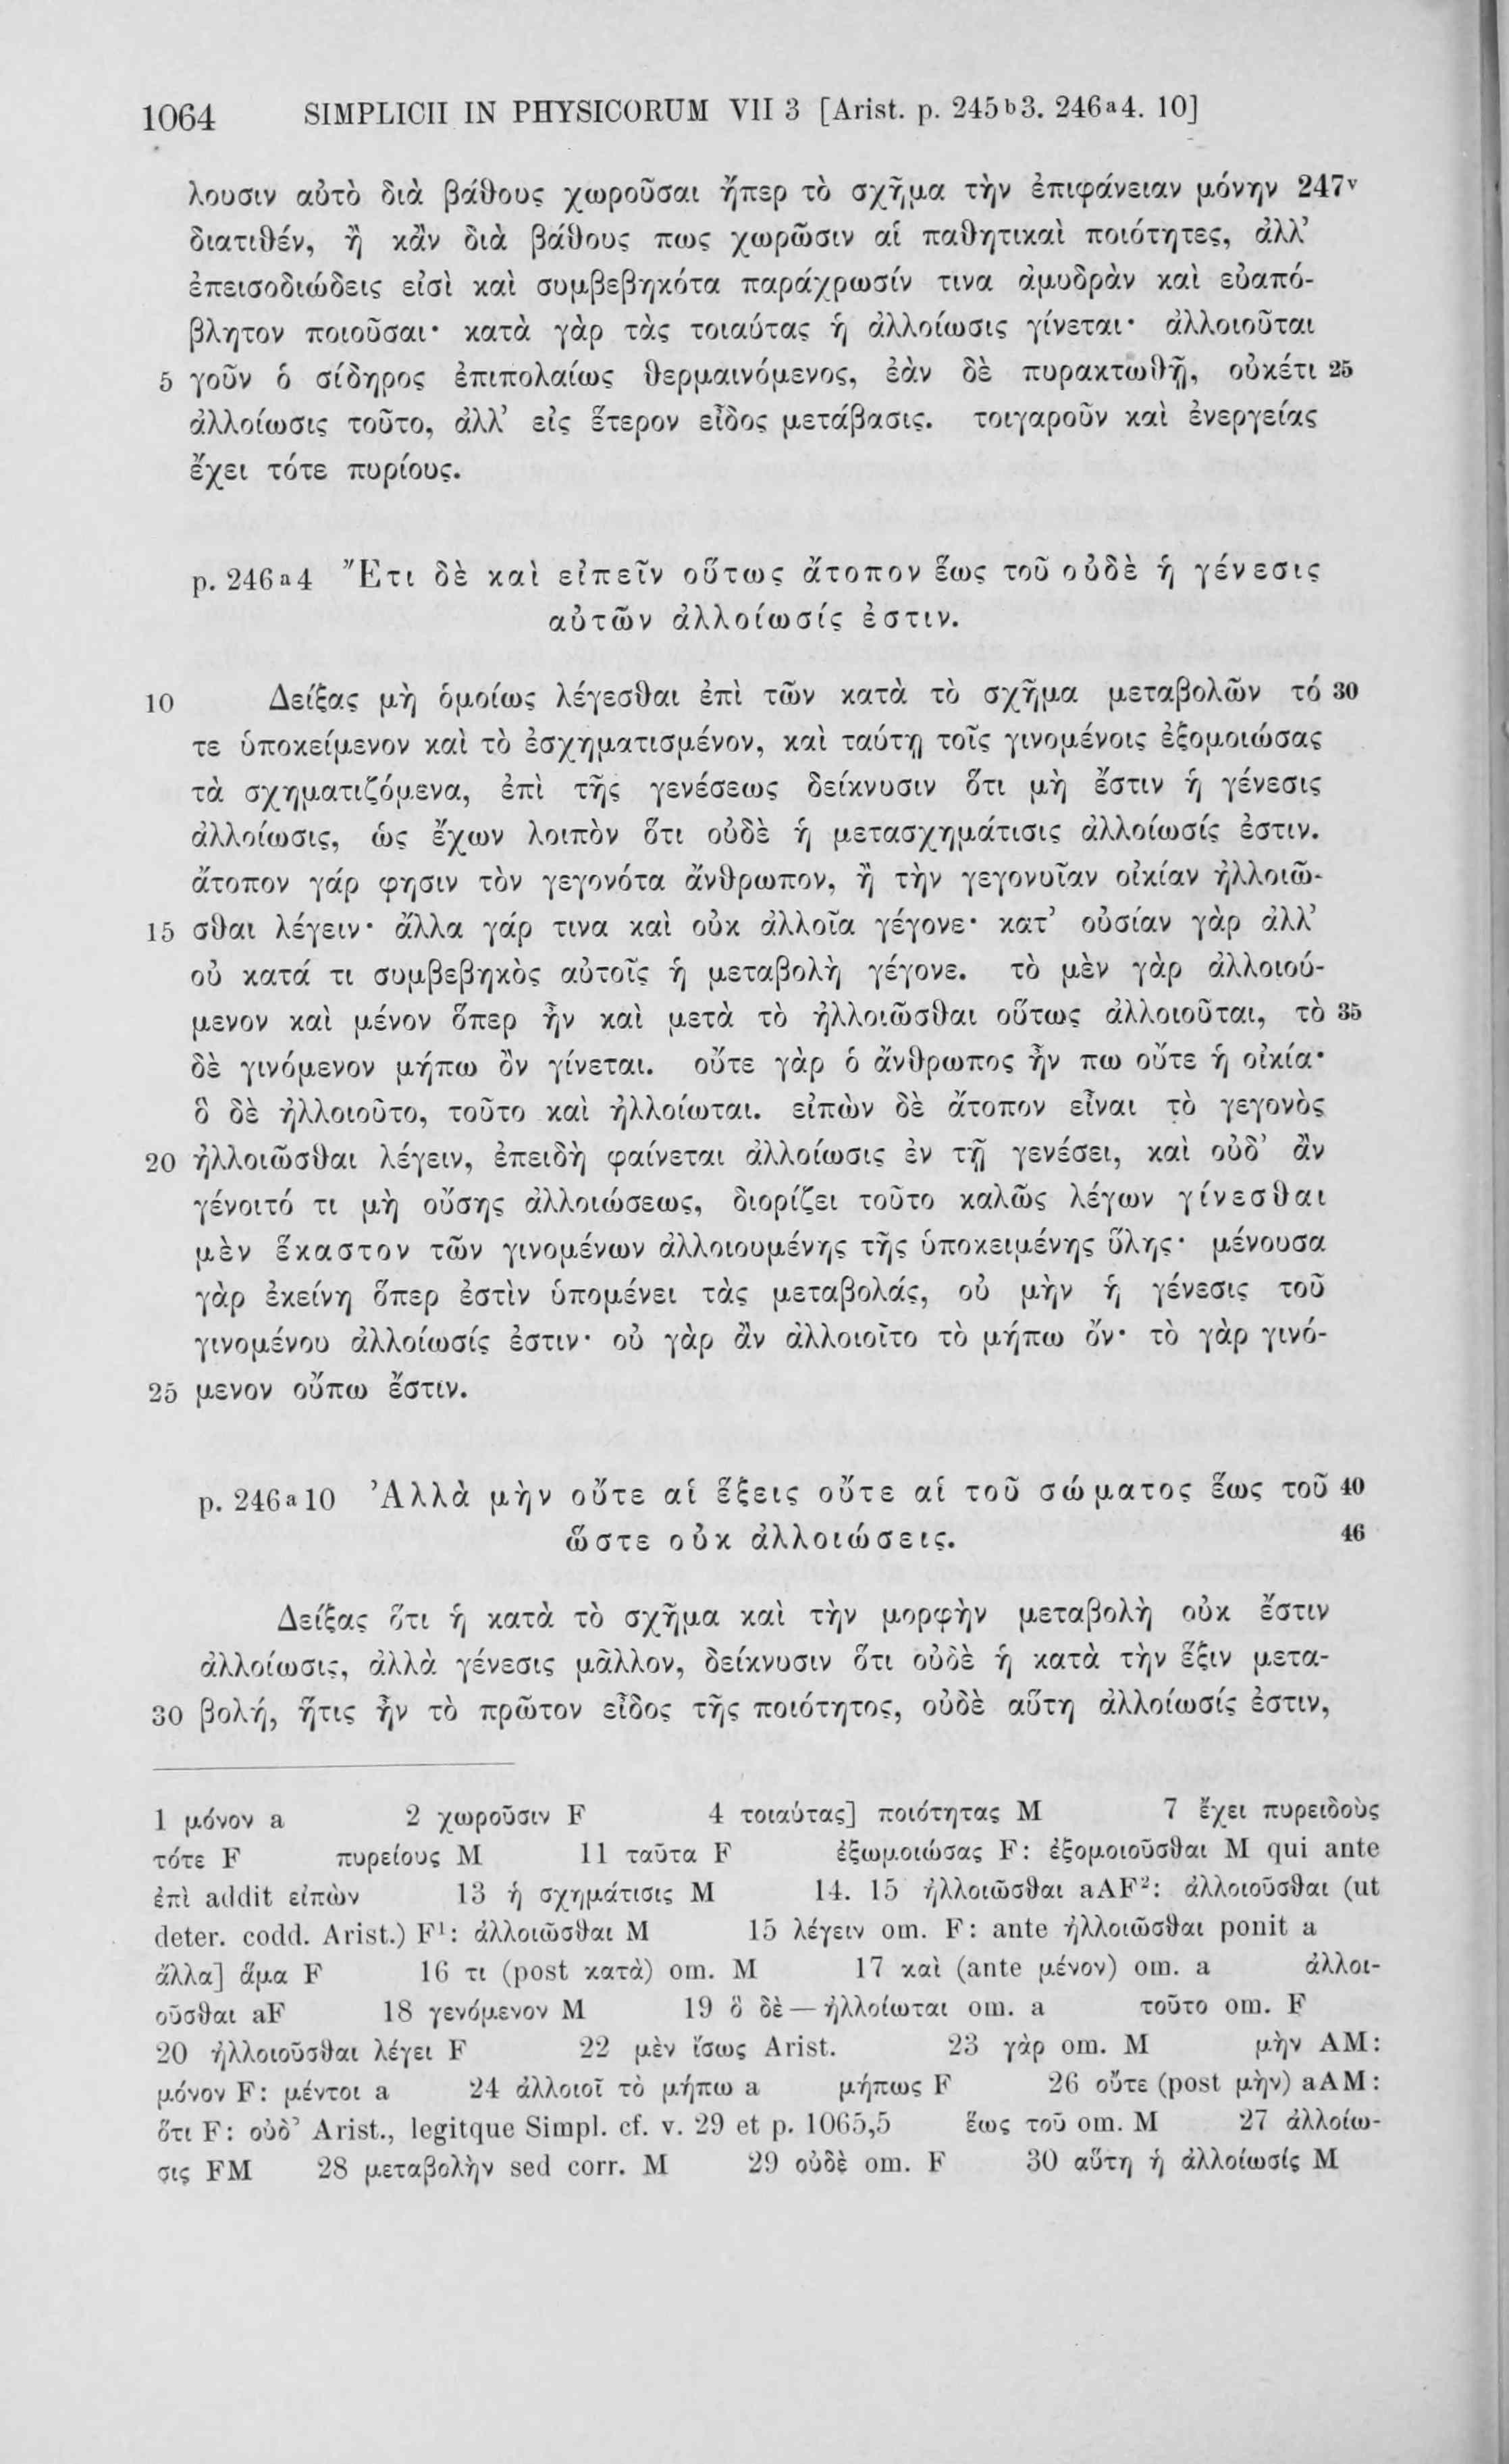 1064 SIMPLICII IN PHYSICORUM VII 3 [Arist. p. 245b3. 246a4. 10]
λουσιν αὐτὸ διὰ βάθους χωροῦσαι ἤπερ τὸ σχῆμα τὴν ἐπιφάνειαν μόνην 247v
διατιθέν, ἢ κἂν διὰ βάθους πως χωρῶσιν αἱ παθητικαὶ ποιότητες, ἀλλ’
ἐπεισοδιώδεις εἰσὶ καὶ συμβεβηκότα παράχρωσίν τινα ἀμυδρὰν καὶ εὐαπό-
βλητον ποιοῦσαι· κατὰ γὰρ τὰς τοιαύτας ἡ ἀλλοίωσις γίνεται· ἀλλοιοῦται
5 γοῦν ὁ σίδηρος ἐπιπολαίως θερμαινόμενος, ἐὰν δὲ πυρακτωθῇ, οὐκέτι 25
ἀλλοίωσις τοῦτο, ἀλλ’ εἰς ἕτερον εἶδος μετάβασις. τοιγαροῦν καὶ ἐνεργείας
ἔχει τότε πυρίους.
p. 246a4 Ἔτι δὲ καὶ εἰπεῖν οὕτως ἄτοπον ἕως τοῦ οὐδὲ ἡ γένεσις
αὐτῶν ἀλλοίωσίς ἐστιν.
10 Δείξας μὴ ὁμοίως λέγεσθαι ἐπὶ τῶν κατὰ τὸ σχῆμα μεταβολῶν τό 30
τε ὑποκείμενον καὶ τὸ ἐσχηματισμένον, καὶ ταύτῃ τοῖς γινομένοις ἐξομοιώσας
τὰ σχηματιζόμενα, ἐπὶ τῆς γενέσεως δείκνυσιν ὅτι μὴ ἔστιν ἡ γένεσις
ἀλλοίωσις, ὡς ἔχων λοιπὸν ὅτι οὐδὲ ἡ μετασχημάτισις ἀλλοίωσίς ἐστιν.
ἄτοπον γάρ φησιν τὸν γεγονότα ἄνθρωπον, ἢ τὴν γεγονυῖαν οἰκίαν ἠλλοιῶ-
15 σθαι λέγειν· ἄλλα γάρ τινα καὶ οὐκ ἀλλοῖα γέγονε· κατ’ οὐσίαν γὰρ ἀλλ’
οὐ κατά τι συμβεβηκὸς αὐτοῖς ἡ μεταβολὴ γέγονε. τὸ μὲν γὰρ ἀλλοιού-
μενον καὶ μένον ὅπερ ἦν καὶ μετὰ τὸ ἠλλοιῶσθαι οὕτως ἀλλοιοῦται, τὸ 35
δὲ γινόμενον μήπω ὂν γίνεται. οὔτε γὰρ ὁ ἄνθρωπος ἦν πω οὔτε ἡ οἰκία·
ὃ δὲ ἠλλοιοῦτο, τοῦτο καὶ ἠλλοίωται. εἰπὼν δὲ ἄτοπον εἶναι τὸ γεγονὸς
20 ἠλλοιῶσθαι λέγειν, ἐπειδὴ φαίνεται ἀλλοίωσις ἐν τῇ γενέσει, καὶ οὐδ’ ἂν
γένοιτό τι μὴ οὔσης ἀλλοιώσεως, διορίζει τοῦτο καλῶς λέγων γίνεσθαι
μὲν ἕκαστον τῶν γινομένων ἀλλοιουμένης τῆς ὑποκειμένης ὕλης· μένουσα
γὰρ ἐκείνη ὅπερ ἐστὶν ὑπομένει τὰς μεταβολάς, οὐ μὴν ἡ γένεσις τοῦ
γινομένου ἀλλοίωσίς ἐστιν· οὐ γὰρ ἂν ἀλλοιοῖτο τὸ μήπω ὄν· τὸ γὰρ γινό-
25 μενον οὔπω ἔστιν.
p. 246a10 Ἀλλὰ μὴν οὔτε αἱ ἕξεις οὔτε αἱ τοῦ σώματος ἕως τοῦ 40
ὥστε οὐκ ἀλλοιώσεις. 46
Δείξας ὅτι ἡ κατὰ τὸ σχῆμα καὶ τὴν μορφὴν μεταβολὴ οὐκ ἔστιν
ἀλλοίωσις, ἀλλὰ γένεσις μᾶλλον, δείκνυσιν ὅτι οὐδὲ ἡ κατὰ τὴν ἕξιν μετα-
30 βολή, ἥτις ἦν τὸ πρῶτον εἶδος τῆς ποιότητος, οὐδὲ αὕτη ἀλλοίωσίς ἐστιν,
1 μόνον a 2 χωροῦσιν F 4 τοιαύτας] ποιότητας M 7 ἔχει πυρειδοὺς
τότε F πυρείους M 11 ταῦτα F ἐξωμοιώσας F: ἐξομοιοῦσθαι M qui ante
ἐπὶ addit εἰπὼν 13 ἡ σχημάτισις M 14. 15 ἠλλοιῶσθαι aAF²: ἀλλοιοῦσθαι (ut
deter. codd. Arist.) F¹: ἀλλοιῶσθαι M 15 λέγειν om. F: ante ἠλλοιῶσθαι ponit a
ἄλλα] ἅμα F 16 τι (post κατὰ) om. M 17 καὶ (ante μένον) om. a ἀλλοι-
οῦσθαι aF 18 γενόμενον M 19 ὃ δὲ — ἠλλοίωται om. a τοῦτο om. F
20 ἠλλοιοῦσθαι λέγει F 22 μὲν ἴσως Arist. 23 γὰρ om. M μὴν AM:
μόνον F: μέντοι a 24 ἀλλοιοῖ τὸ μήπω a μήπως F 26 οὔτε (post μὴν) aAM:
ὅτι F: οὐδ’ Arist., legitque Simpl. cf. v. 29 et p. 1065,5 ἕως τοῦ om. M 27 ἀλλοίω-
σις FM 28 μεταβολὴν sed corr. M 29 οὐδὲ om. F 30 αὕτη ἡ ἀλλοίωσίς M